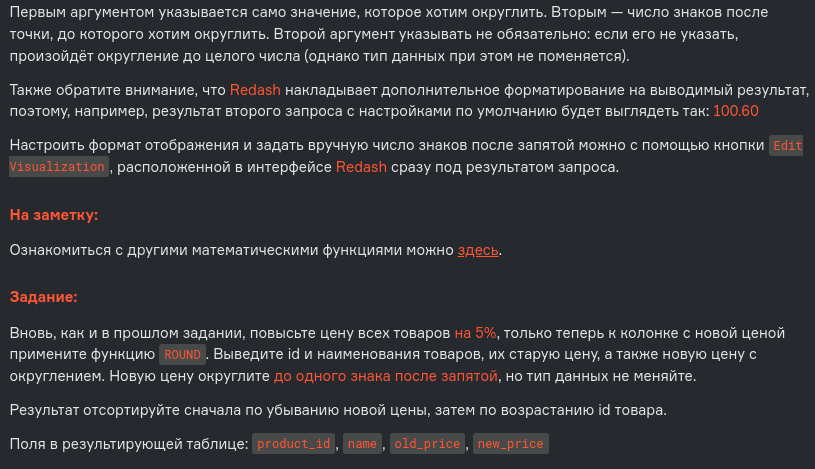 Первым аргументом указывается само значение, которое хотим округлить. Вторым — число знаков после
точки, до которого хотим округлить. Второй аргумент указывать не обязательно: если его не указать,
произойдёт округление до целого числа (однако тип данных при этом не поменяется).
Также обратите внимание, что Redash накладывает дополнительное форматирование на выводимый результат,
поэтому, например, результат второго запроса с настройками по умолчанию будет выглядеть так: 100.60
Настроить формат отображения и задать вручную число знаков после запятой можно с помощью кнопки Edit
Visualization, расположенной в интерфейсе Redash сразу под результатом запроса.
На заметку:
Ознакомиться с другими математическими функциями можно здесь.
Задание:
Вновь, как и в прошлом задании, повысьте цену всех товаров на 5%, только теперь к колонке с новой ценой
примените функцию ROUND. Выведите id и наименования товаров, их старую цену, а также новую цену с
округлением. Новую цену округлите до одного знака после запятой, но тип данных не меняйте.
Результат отсортируйте сначала по убыванию новой цены, затем по возрастанию id товара.
Поля в результирующей таблице: product_id, name, old_price, new_price